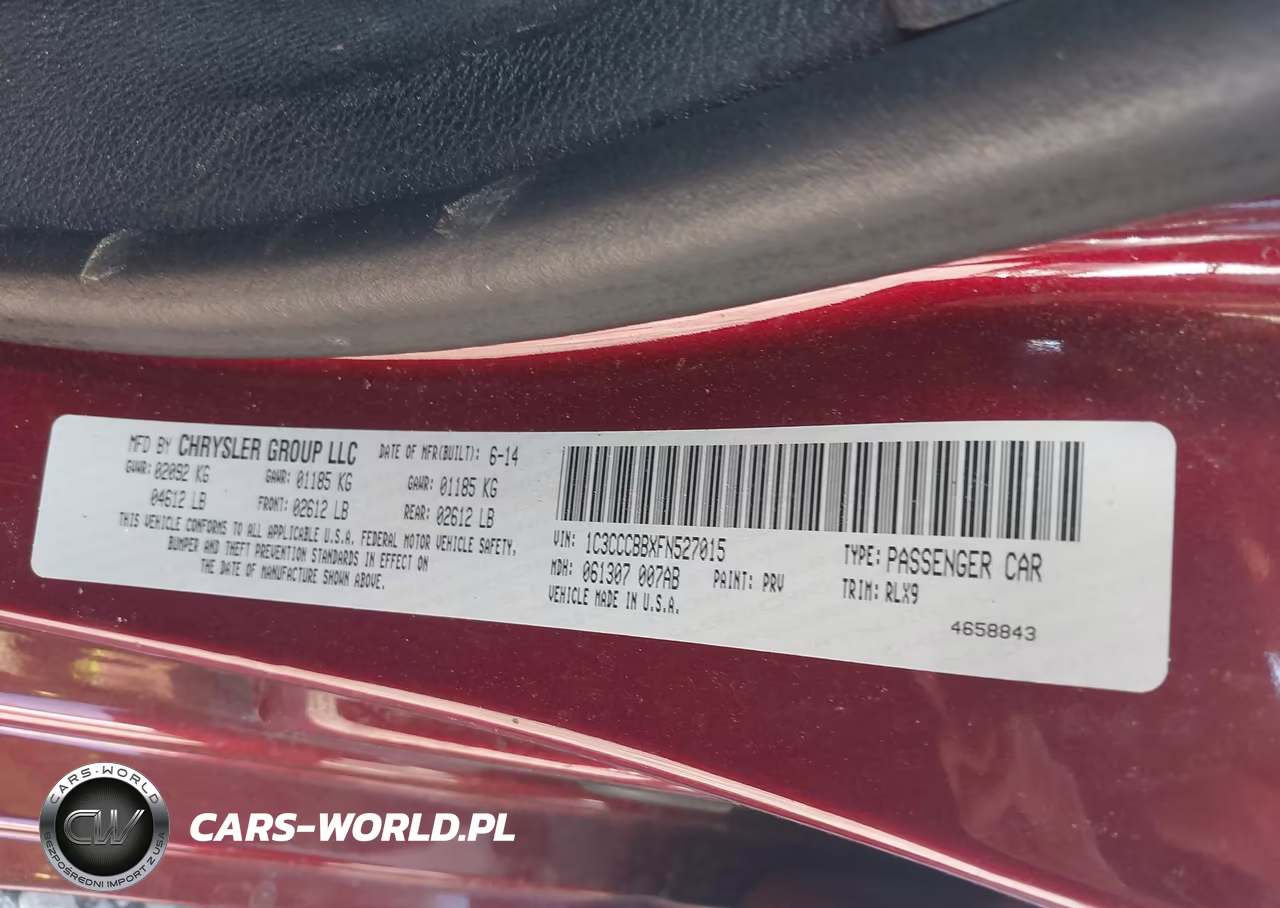 MFD BY CHRYSLER GROUP LLC DATE OF MFR(BUILT): 6-14
GVWR: 02092 KG GAWR: 01185 KG GAWR: 01185 KG
04612 LB FRONT: 02612 LB REAR: 02612 LB
THIS VEHICLE CONFORMS TO ALL APPLICABLE U.S.A. FEDERAL MOTOR VEHICLE SAFETY,
BUMPER AND THEFT PREVENTION STANDARDS IN EFFECT ON
THE DATE OF MANUFACTURE SHOWN ABOVE.
VIN: 1C3CCCBBXFN527015 TYPE: PASSENGER CAR
MDH: 061307 007AB PAINT: PRV TRIM: RLX9
VEHICLE MADE IN U.S.A.
4658843
CARS-WORLD
CW
BEZPOŚREDNI IMPORT Z USA
CARS-WORLD.PL